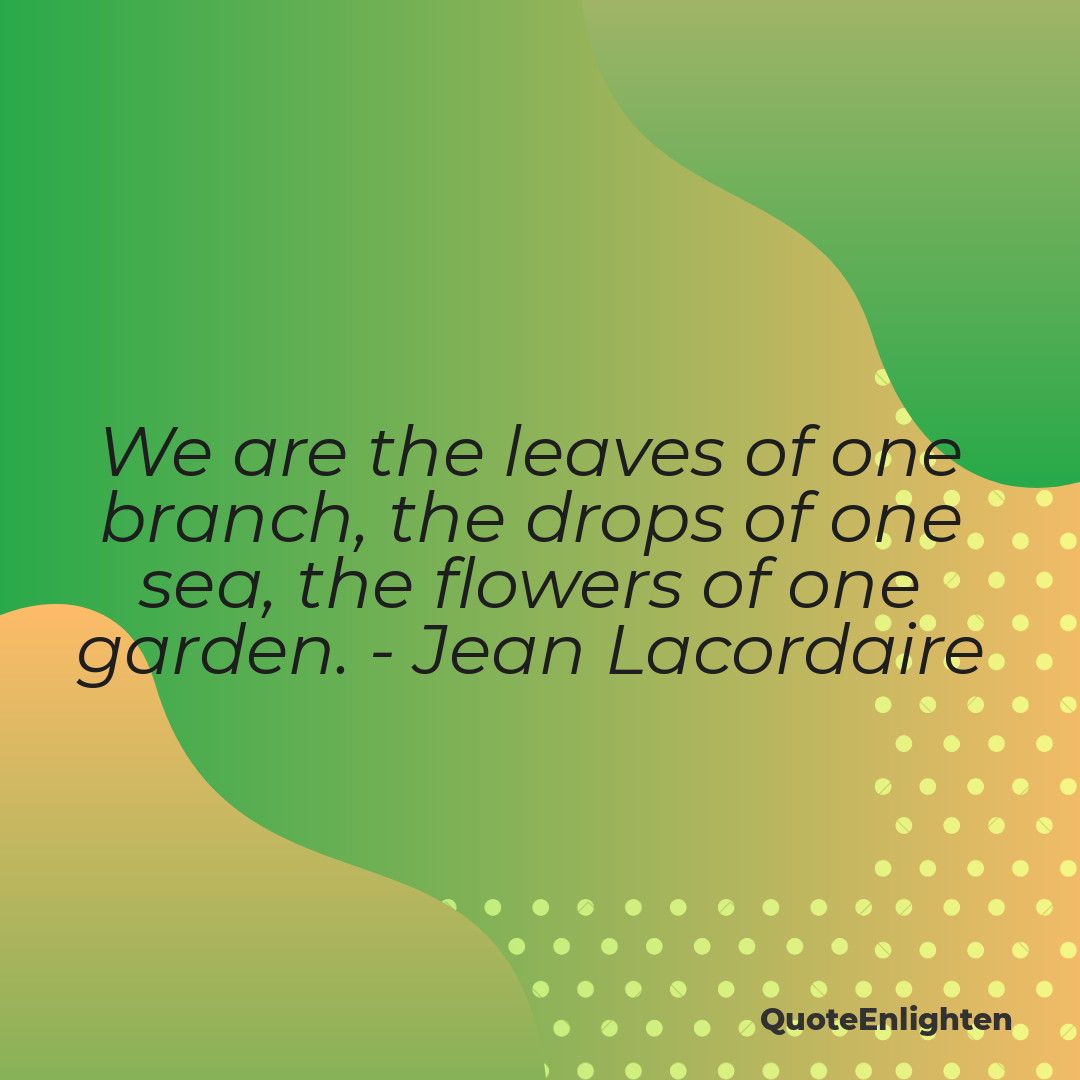 We are the leaves of one
branch, the drops of one
sea, the flowers of one
garden. - Jean Lacordaire
QuoteEnlighten